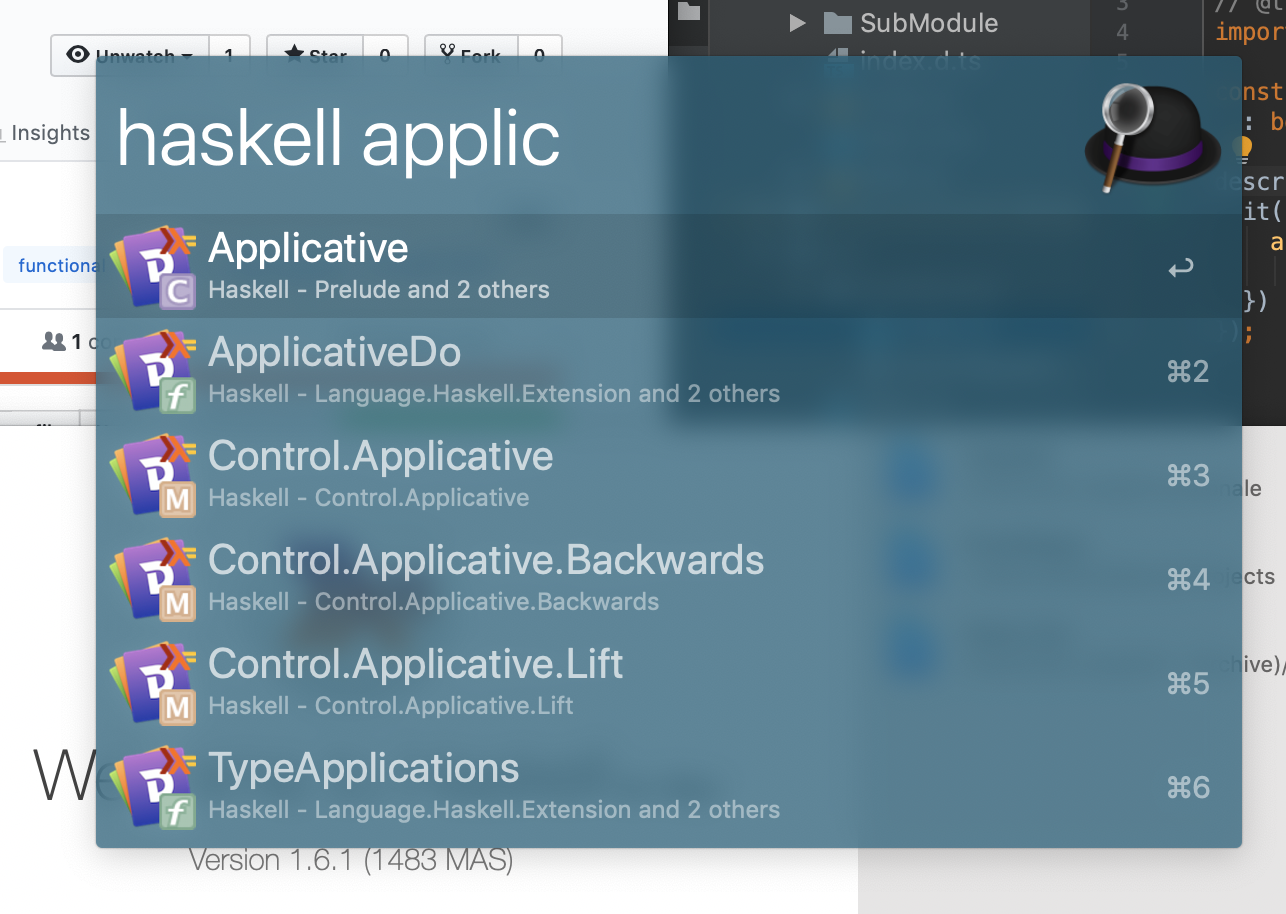 Unwatch 1 Star 0 Fork 0
SubModule
index.d.ts
3
4
5
impor
Insights
haskell applic
onst
: b
escr
it(
a
})
);
functional
1 co
Applicative
Haskell - Prelude and 2 others
ApplicativeDo
Haskell - Language.Haskell.Extension and 2 others
⌘2
Control.Applicative
Haskell - Control.Applicative
⌘3
Control.Applicative.Backwards
Haskell - Control.Applicative.Backwards
⌘4
Control.Applicative.Lift
Haskell - Control.Applicative.Lift
⌘5
TypeApplications
Haskell - Language.Haskell.Extension and 2 others
⌘6
ale
jects
chive)/
We
Version 1.6.1 (1483 MAS)